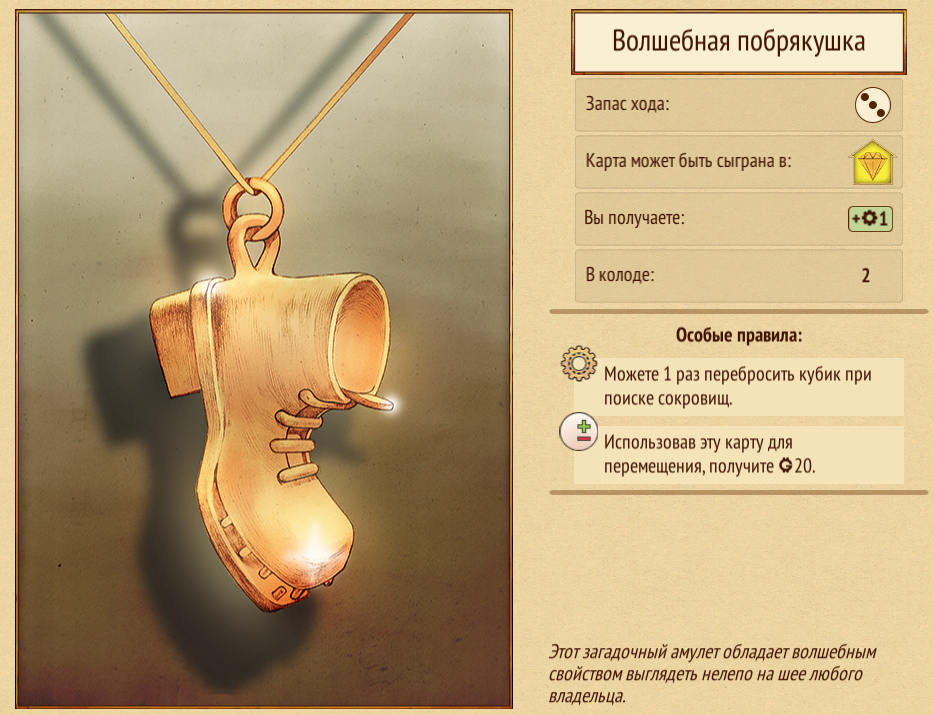 Волшебная побрякушка
Запас хода:
Карта может быть сыграна в:
Вы получаете: +1
В колоде: 2
Особые правила:
Можете 1 раз перебросить кубик при
поиске сокровищ.
Использовав эту карту для
перемещения, получите 20.
Этот загадочный амулет обладает волшебным
свойством выглядеть нелепо на шее любого
владельца.